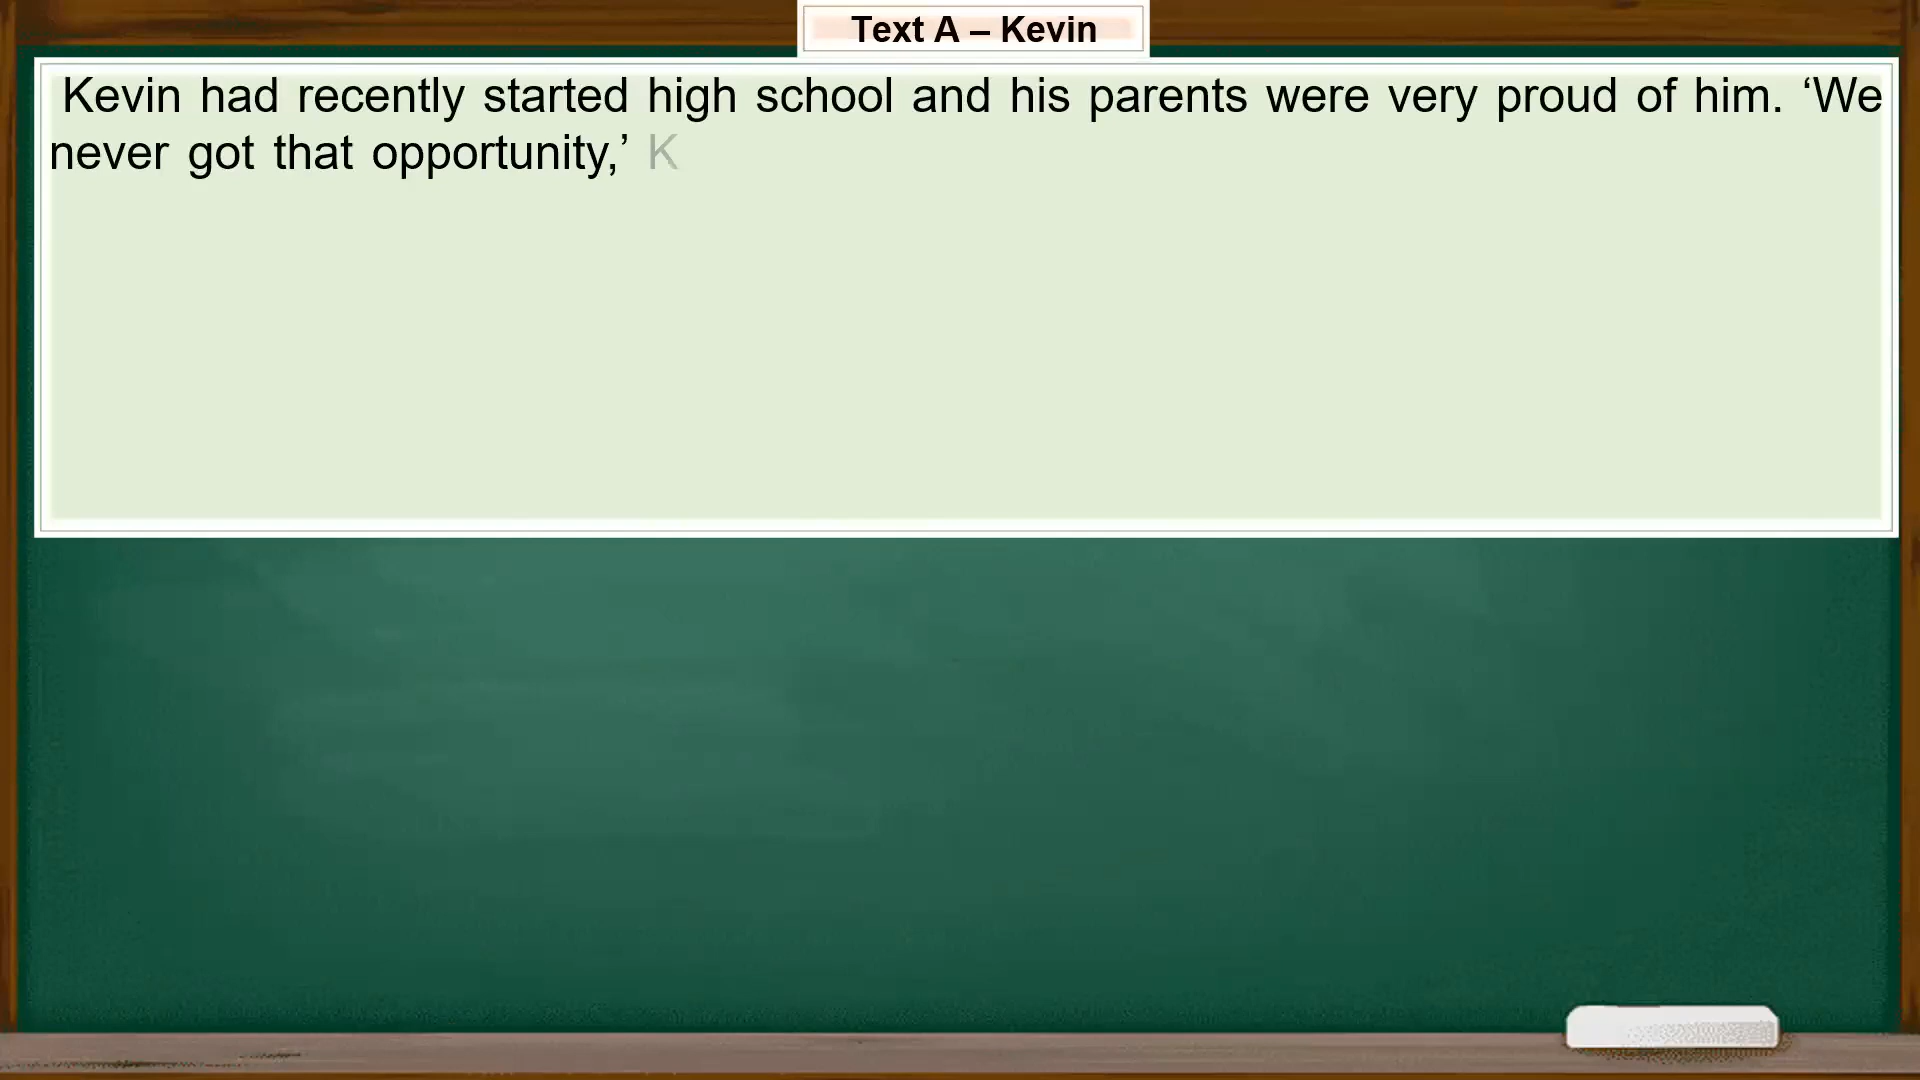 Text A – Kevin
Kevin had recently started high school and his parents were very proud of him. ‘We
never got that opportunity,’ K